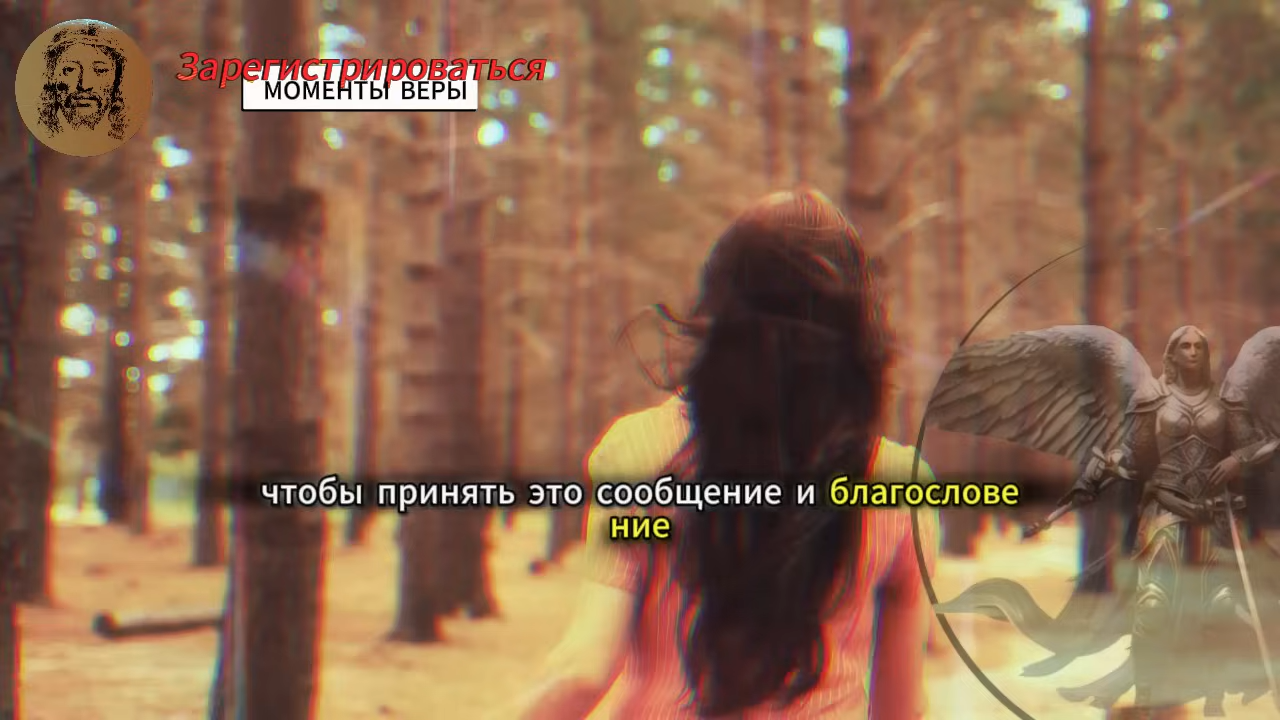 Зарегистрироваться
МОМЕНТЫ ВЕРЫ
чтобы принять это сообщение и благослове
ние